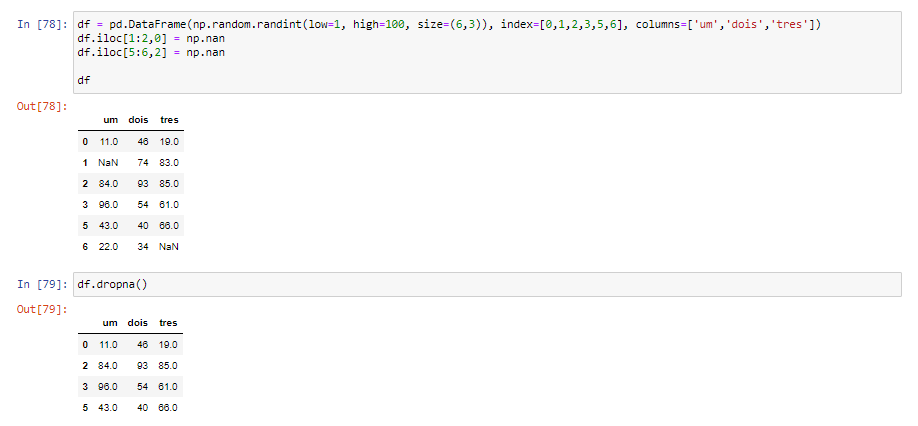 In [78]: df = pd.DataFrame(np.random.randint(low=1, high=100, size=(6,3)), index=[0,1,2,3,5,6], columns=['um','dois','tres'])
df.iloc[1:2,0] = np.nan
df.iloc[5:6,2] = np.nan
df
Out[78]:
um dois tres
0 11.0 46 19.0
1 NaN 74 83.0
2 84.0 93 85.0
3 96.0 54 61.0
5 43.0 40 66.0
6 22.0 34 NaN
In [79]: df.dropna()
Out[79]:
um dois tres
0 11.0 46 19.0
2 84.0 93 85.0
3 96.0 54 61.0
5 43.0 40 66.0